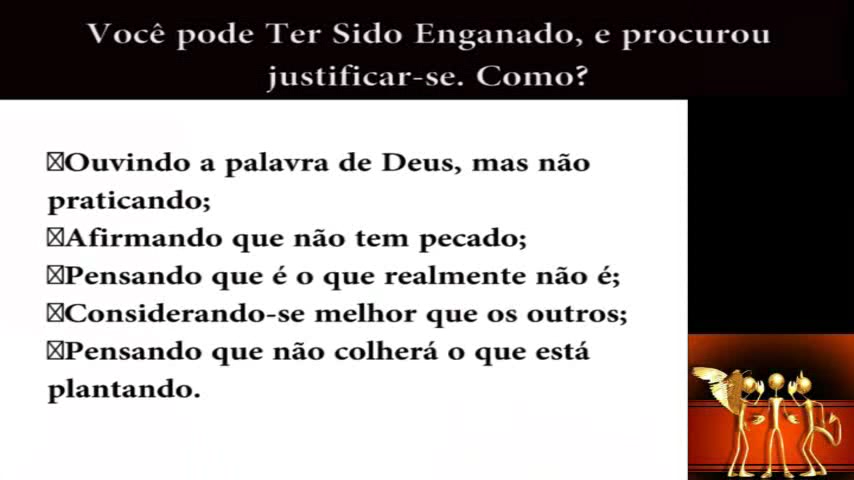 Você pode Ter Sido Enganado, e procurou
justificar-se. Como?
Ouvindo a palavra de Deus, mas não
praticando;
Afirmando que não tem pecado;
Pensando que é o que realmente não é;
Considerando-se melhor que os outros;
Pensando que não colherá o que está
plantando.